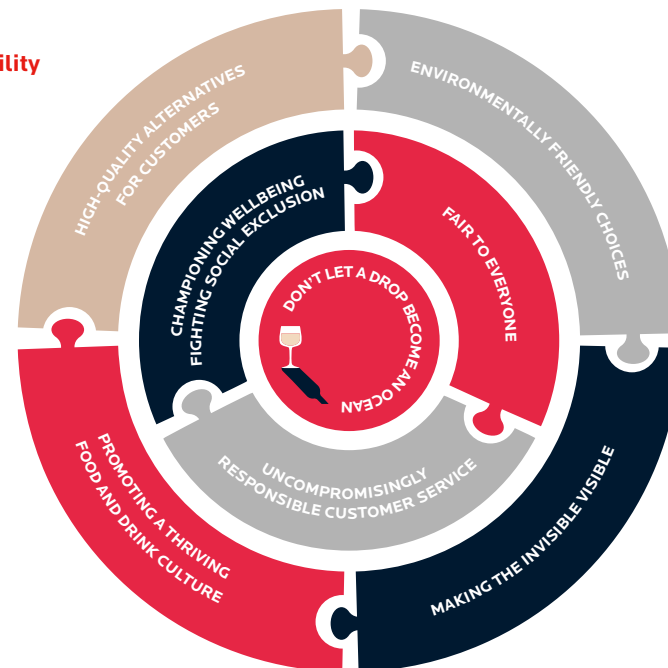 ility
HIGH-QUALITY ALTERNATIVES
FOR CUSTOMERS
ENVIRONMENTALLY FRIENDLY CHOICES
CHAMPIONING WELLBEING
FIGHTING SOCIAL EXCLUSION
FAIR TO EVERYONE
DON'T LET A DROP BECOME AN OCEAN
UNCOMPROMISINGLY
RESPONSIBLE CUSTOMER SERVICE
PROMOTING A THRIVING
FOOD AND DRINK CULTURE
MAKING THE INVISIBLE VISIBLE